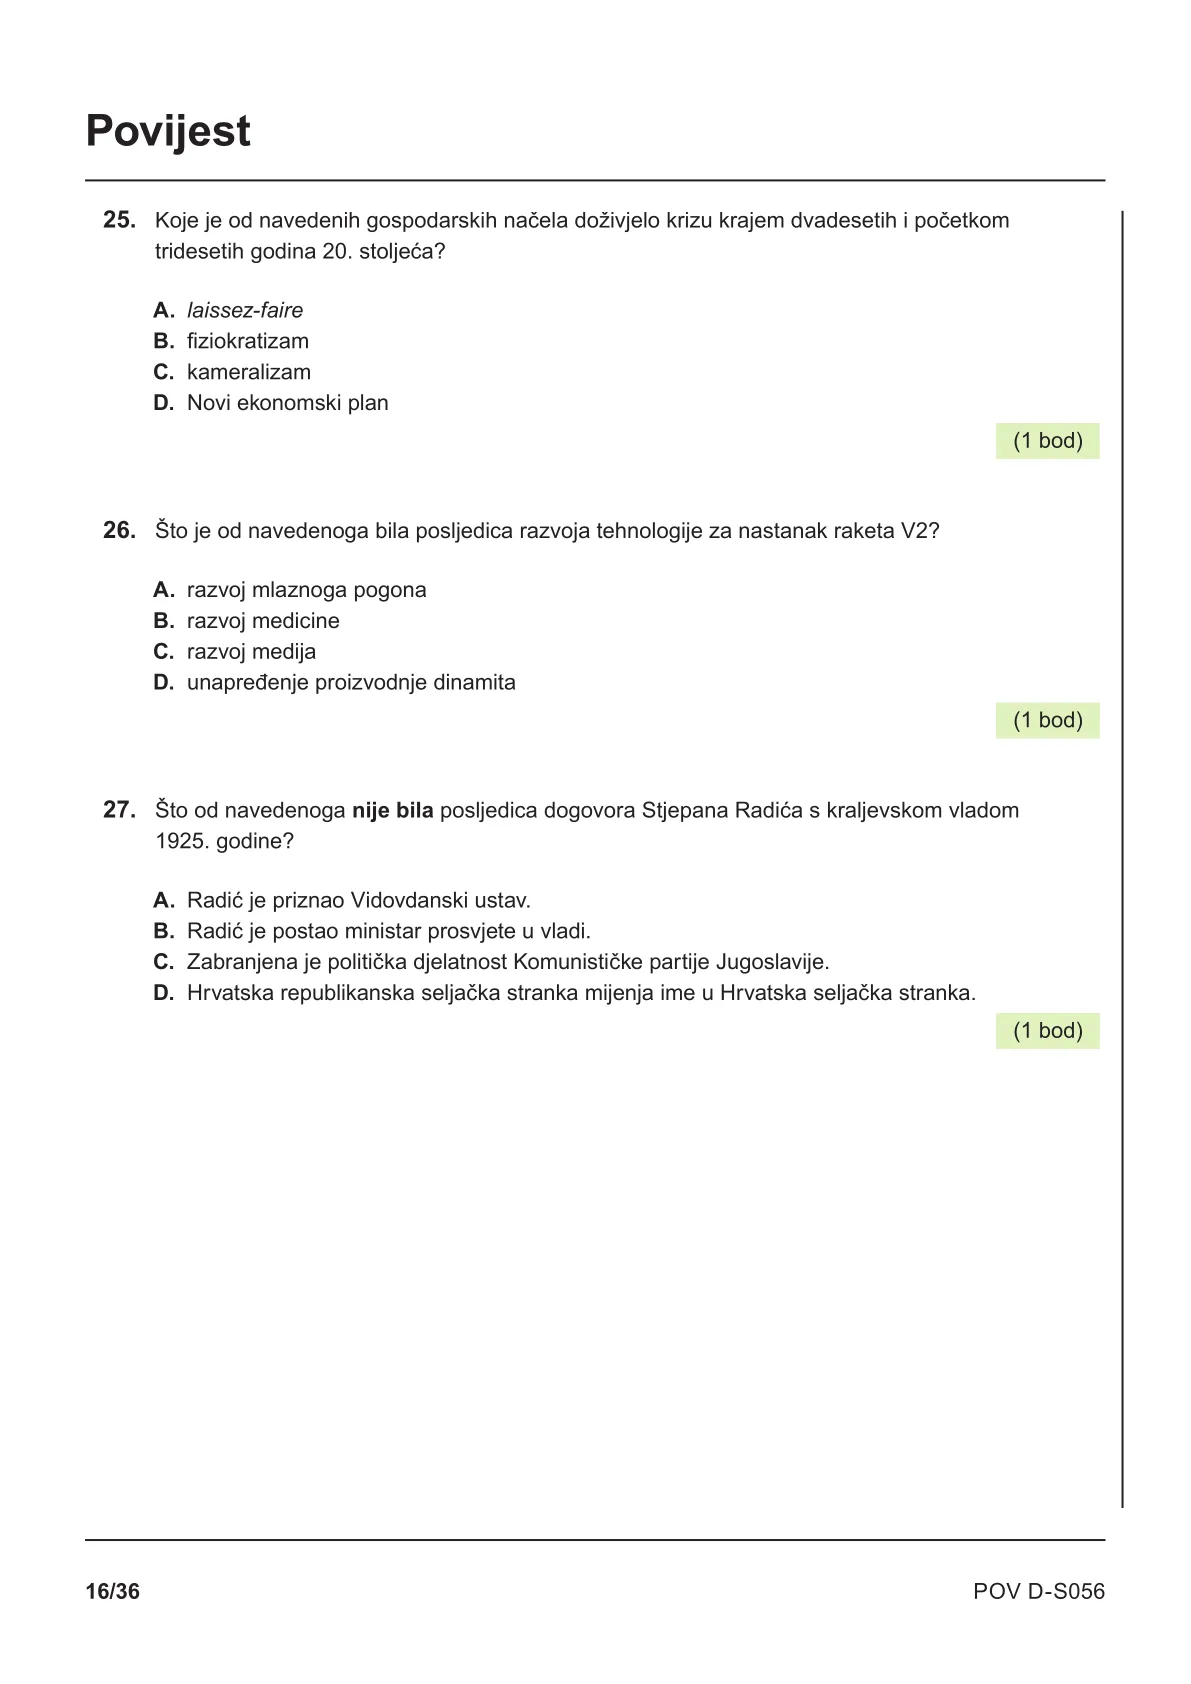 Povijest
25. Koje je od navedenih gospodarskih načela doživjelo krizu krajem dvadesetih i početkom
tridesetih godina 20. stoljeća?
A. laissez-faire
B. fiziokratizam
C. kameralizam
D. Novi ekonomski plan
(1 bod)
26. Što je od navedenoga bila posljedica razvoja tehnologije za nastanak raketa V2?
A. razvoj mlaznoga pogona
B. razvoj medicine
C. razvoj medija
D. unapređenje proizvodnje dinamita
(1 bod)
27. Što od navedenoga nije bila posljedica dogovora Stjepana Radića s kraljevskom vladom
1925. godine?
A. Radić je priznao Vidovdanski ustav.
B. Radić je postao ministar prosvjete u vladi.
C. Zabranjena je politička djelatnost Komunističke partije Jugoslavije.
D. Hrvatska republikanska seljačka stranka mijenja ime u Hrvatska seljačka stranka.
(1 bod)
16/36
POV D-S056